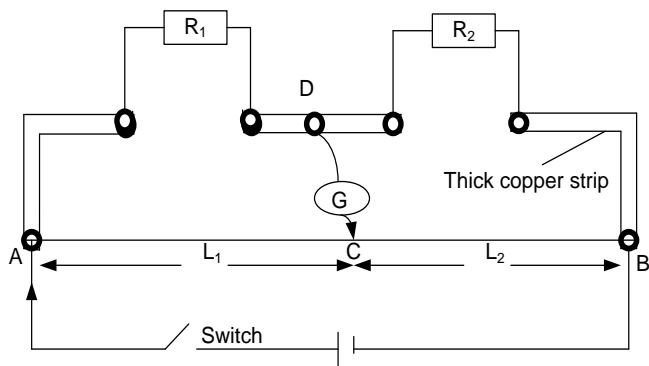 R₁
R₂
D
Thick copper strip
G
A
L₁
C
L₂
B
Switch